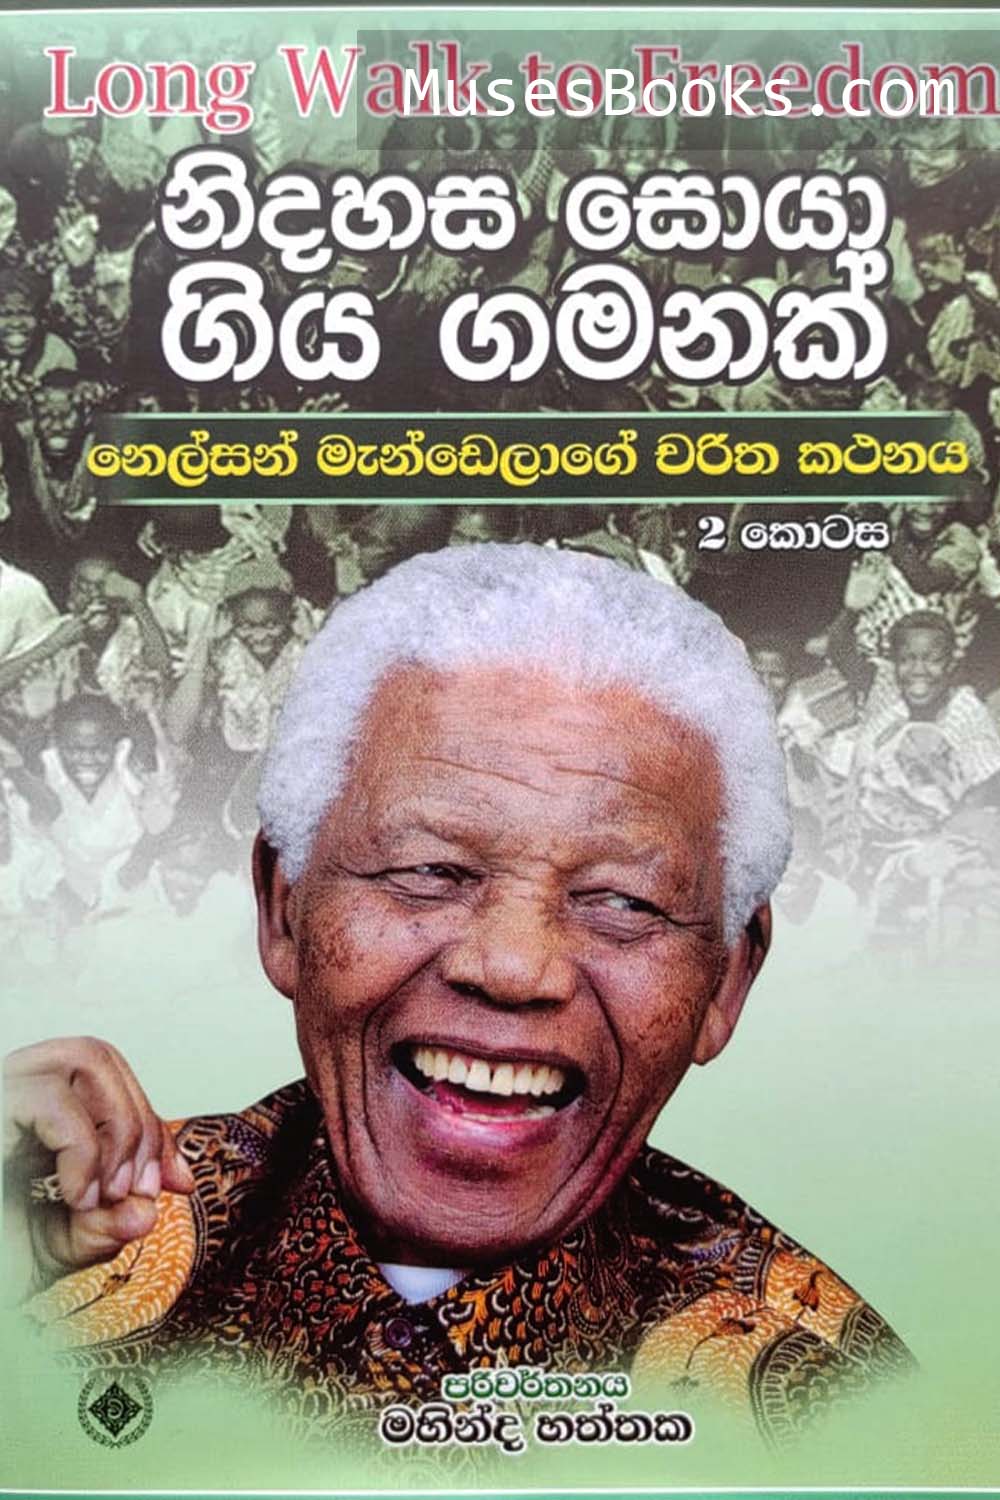 Long Walk to Freedom
MusesBooks.com
නිදහස සොයා
ගිය ගමනක්
නෙල්සන් මැන්ඩෙලාගේ චරිත කථනය
2 කොටස
පරිවර්තනය
මහින්ද හත්තක